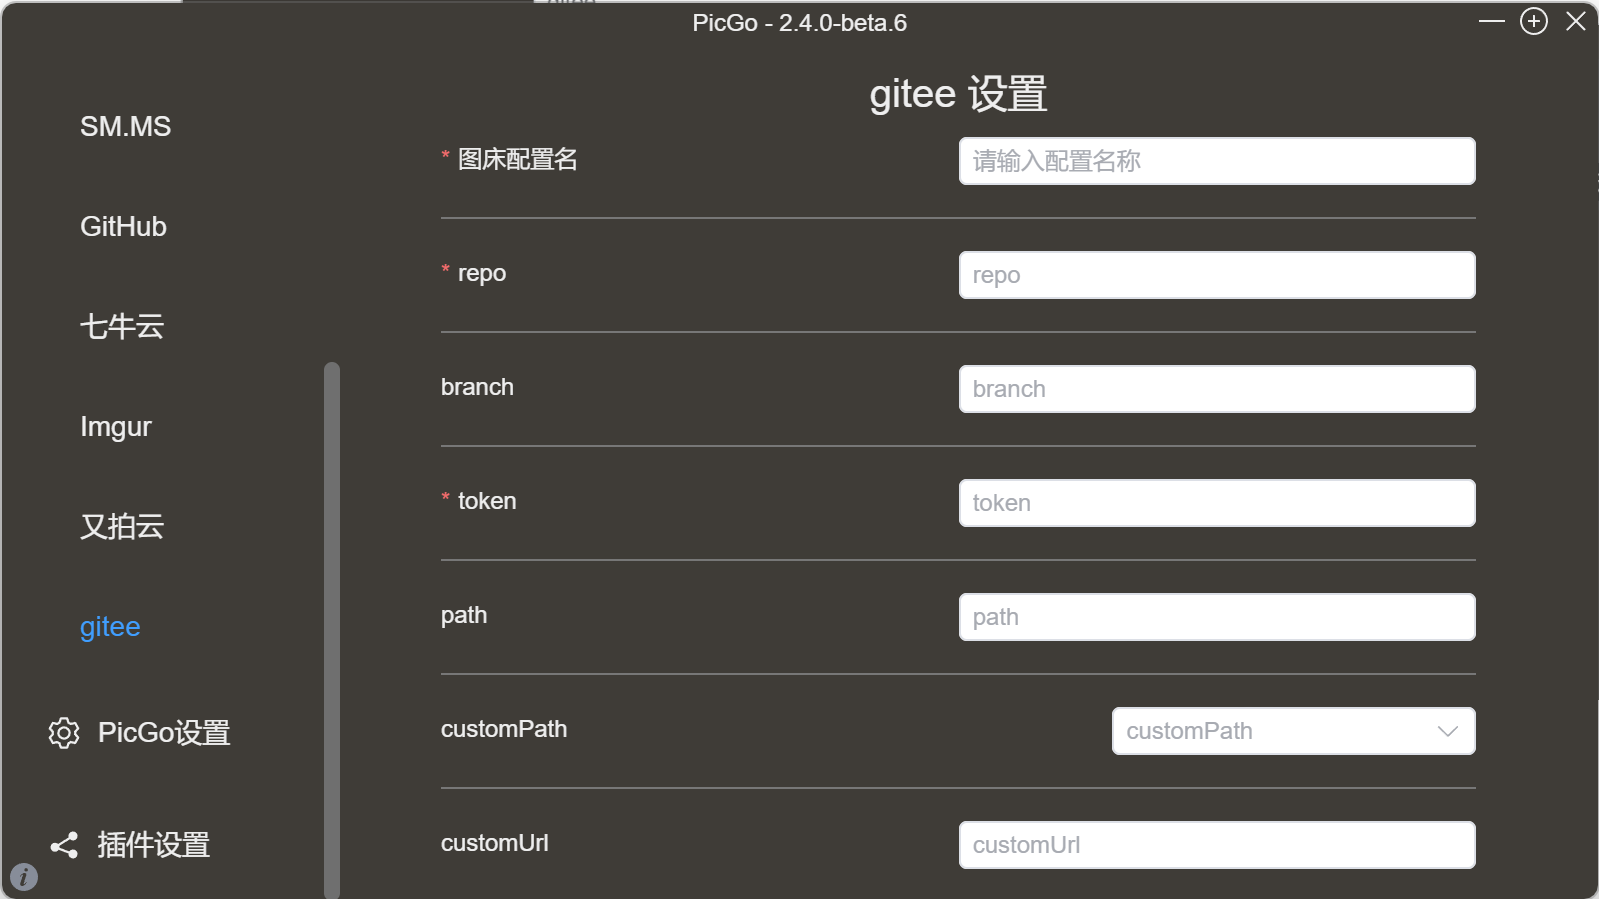 PicGo - 2.4.0-beta.6
SM.MS
GitHub
七牛云
Imgur
又拍云
gitee
PicGo设置
插件设置
gitee 设置
* 图床配置名
请输入配置名称
* repo
repo
branch
branch
* token
token
path
path
customPath
customPath
customUrl
customUrl